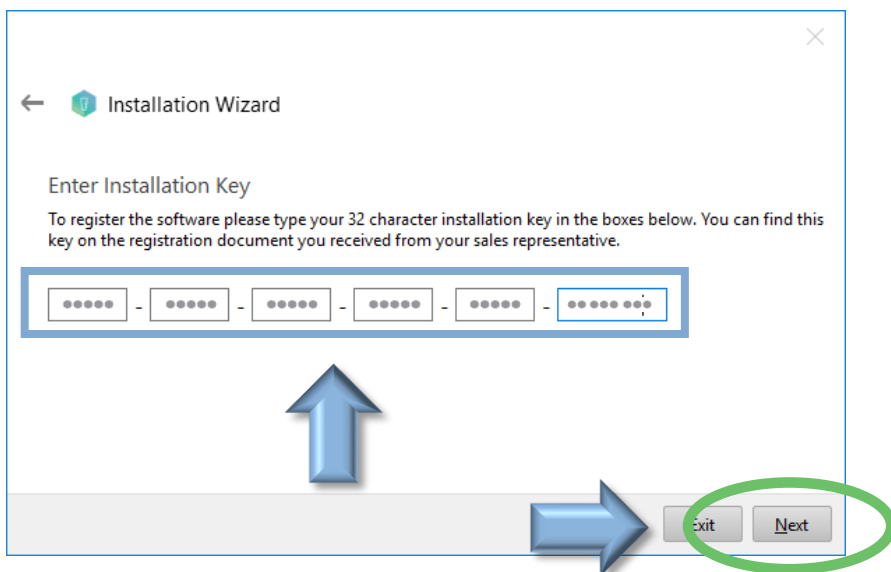 Installation Wizard
Enter Installation Key
To register the software please type your 32 character installation key in the boxes below. You can find this
key on the registration document you received from your sales representative.
●●●●● - ●●●●● - ●●●●● - ●●●●● - ●●●●● - ●●●●●●●●
Exit Next